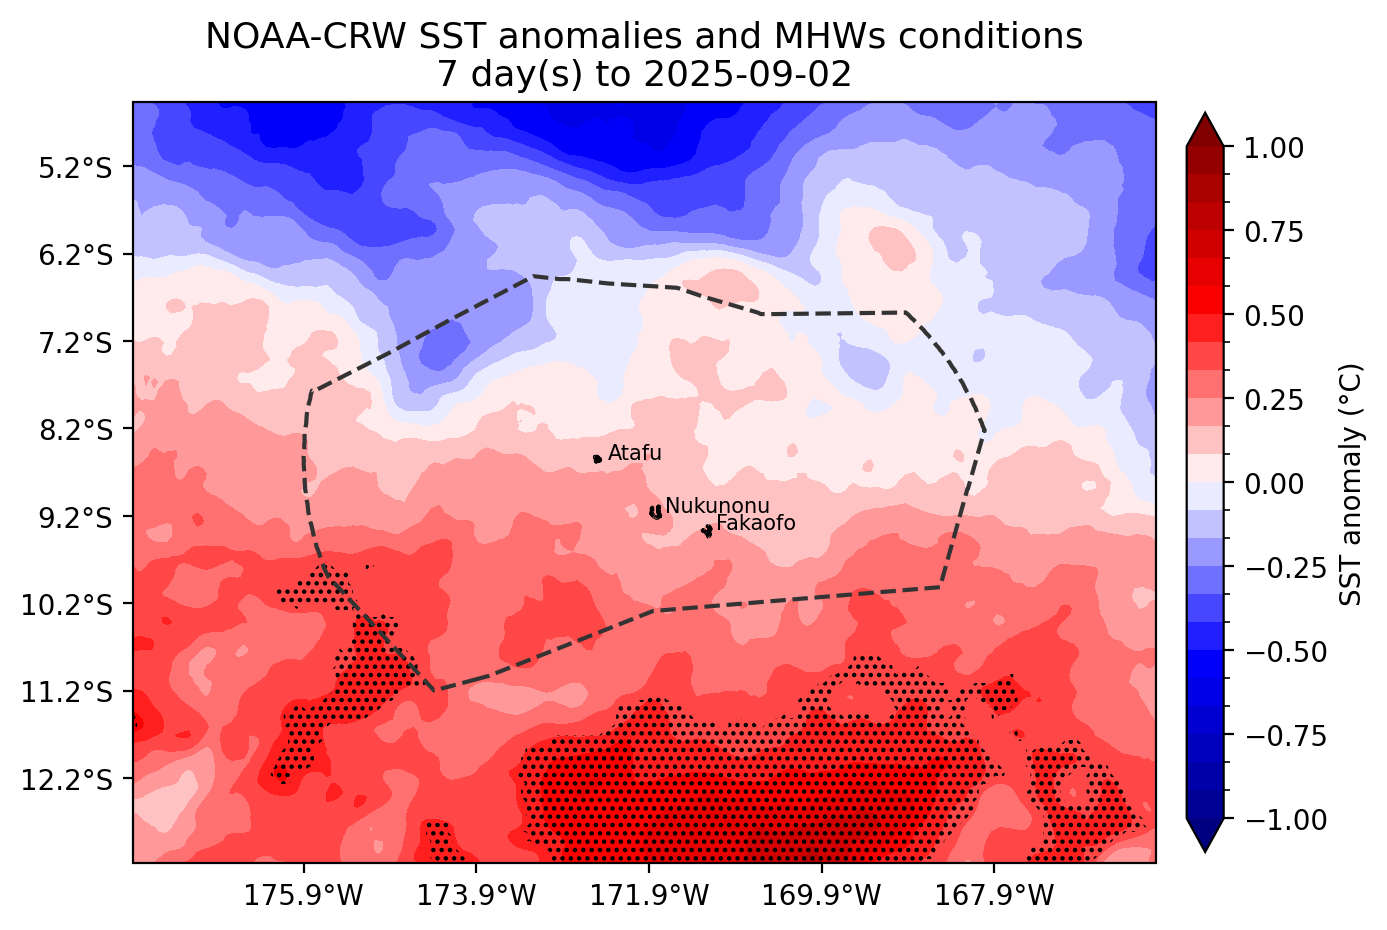 NOAA-CRW SST anomalies and MHWs conditions
7 day(s) to 2025-09-02
5.2°S
6.2°S
7.2°S
8.2°S
9.2°S
10.2°S
11.2°S
12.2°S
Atafu
Nukunonu
Fakaofo
175.9°W
173.9°W
171.9°W
169.9°W
167.9°W
1.00
0.75
0.50
0.25
0.00
−0.25
−0.50
−0.75
−1.00
SST anomaly (°C)